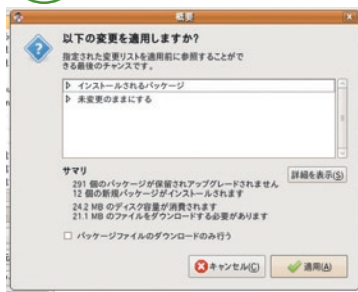 概要
以下の変更を適用しますか?
指定された変更リストを適用前に参照することがで
きる最後のチャンスです。
インストールされるパッケージ
未変更のままにする
サマリ
詳細を表示(S)
291 個のパッケージが保留されアップグレードされません
12 個の新規パッケージがインストールされます
24.2 MB のディスク容量が消費されます
21.1 MB のファイルをダウンロードする必要があります
パッケージファイルのダウンロードのみ行う
キャンセル(C)
適用(A)